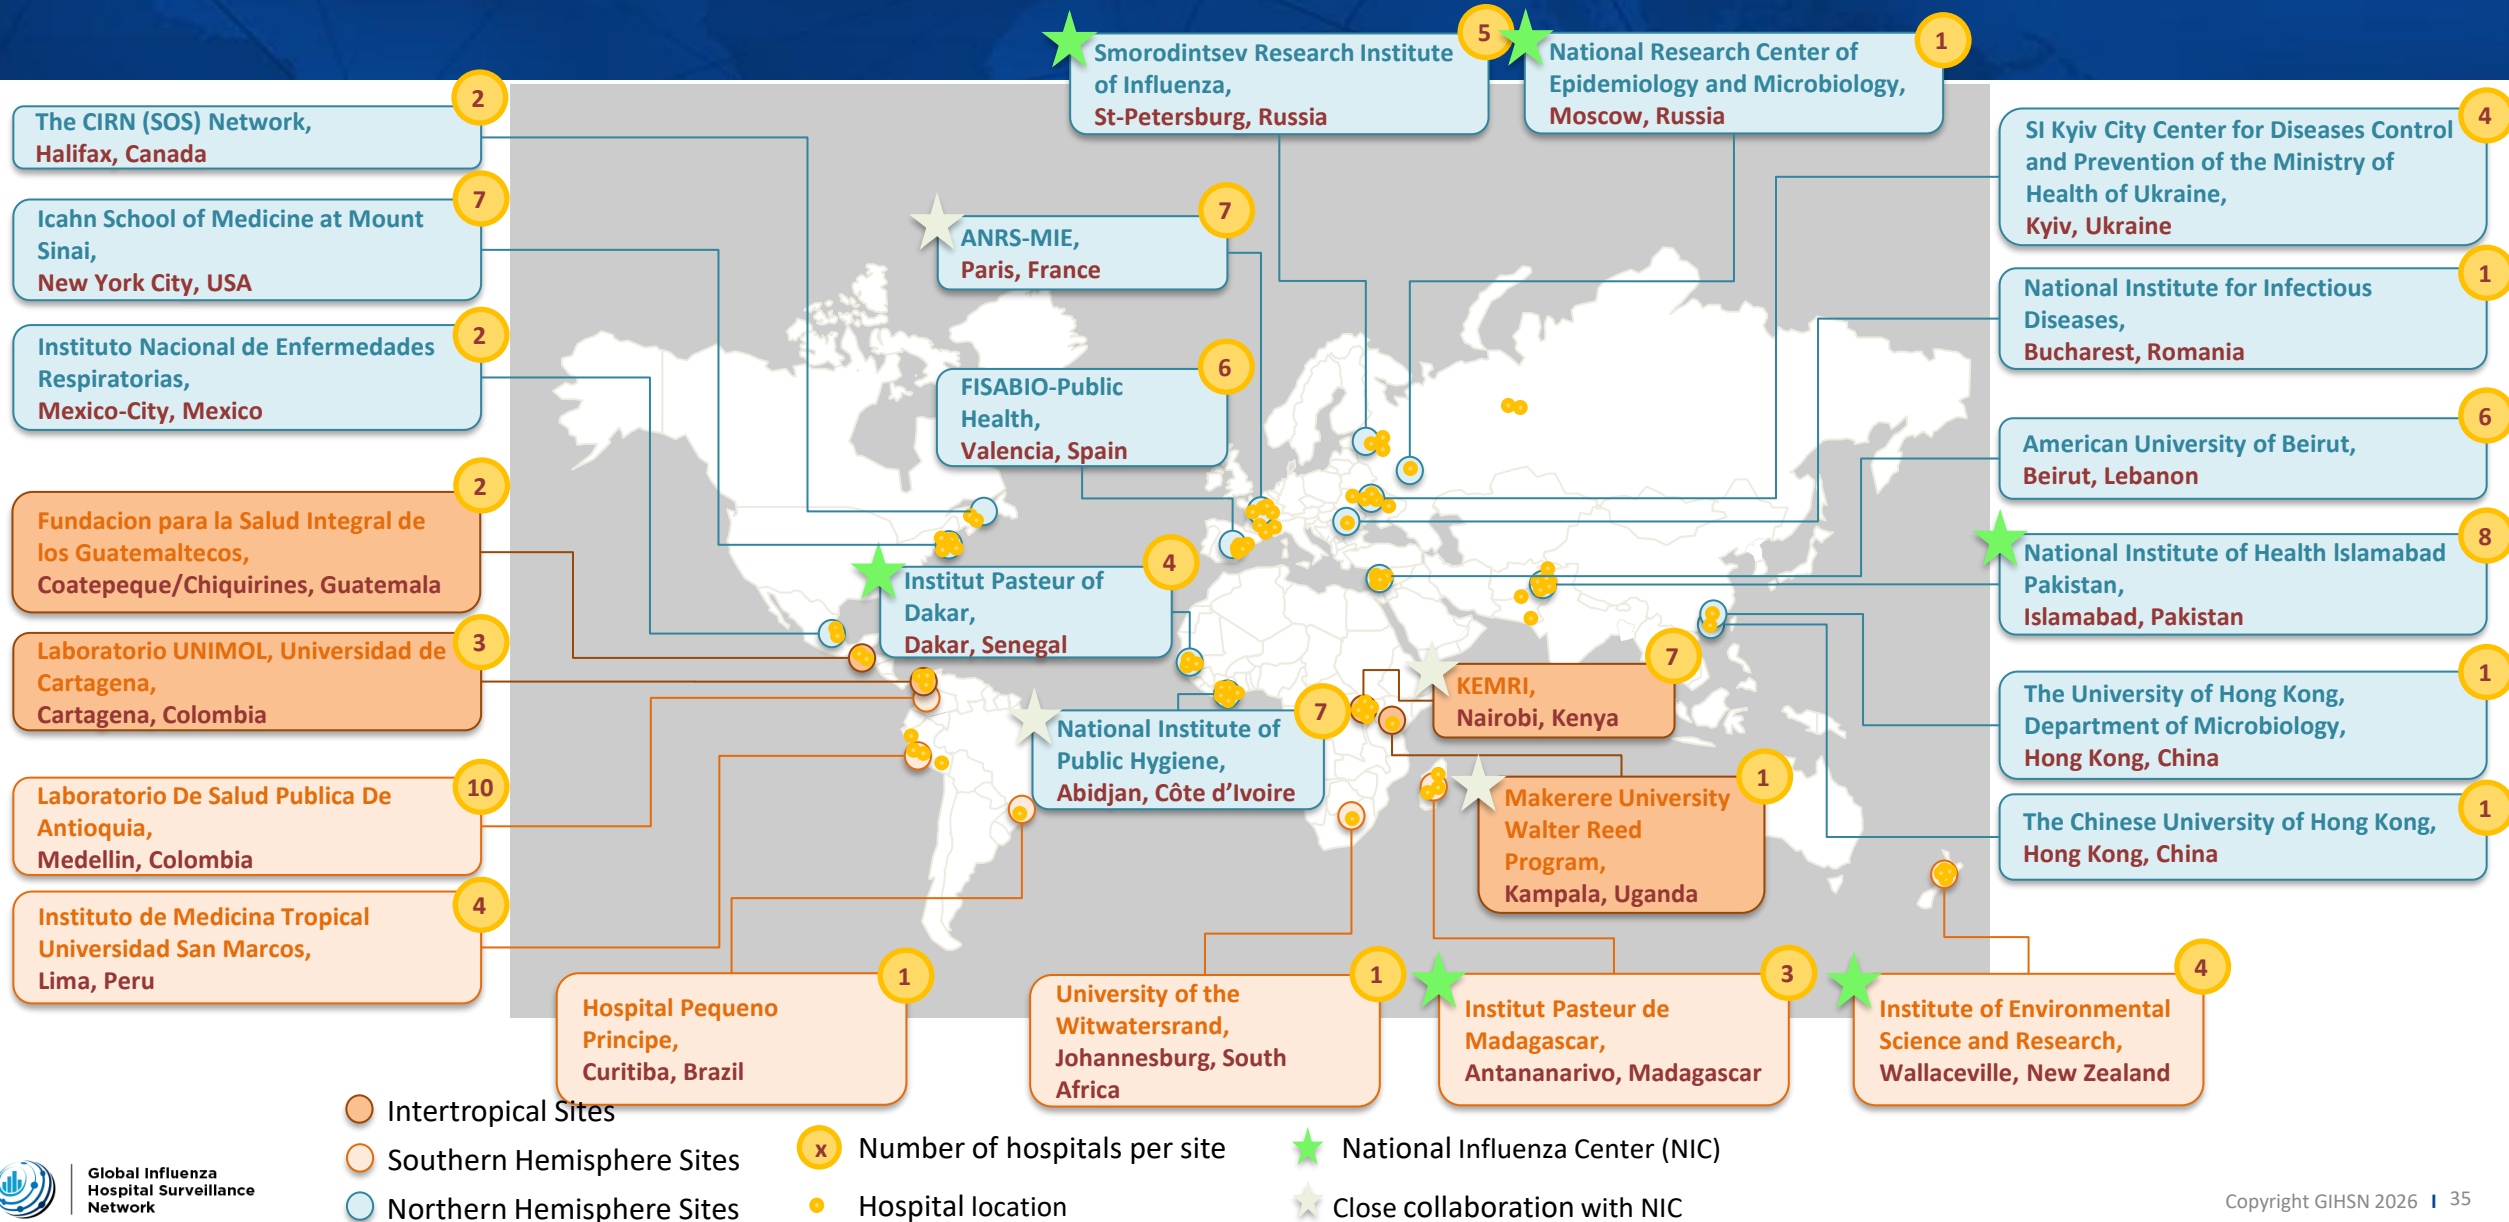 Smorodintsev Research Institute
of Influenza,
St-Petersburg, Russia
5
National Research Center of
Epidemiology and Microbiology,
Moscow, Russia
1
The CIRN (SOS) Network,
Halifax, Canada
2
Icahn School of Medicine at Mount
Sinai,
New York City, USA
7
Instituto Nacional de Enfermedades
Respiratorias,
Mexico-City, Mexico
2
Fundacion para la Salud Integral de
los Guatemaltecos,
Coatepeque/Chiquirines, Guatemala
2
Laboratorio UNIMOL, Universidad de
Cartagena,
Cartagena, Colombia
3
Laboratorio De Salud Publica De
Antioquia,
Medellin, Colombia
10
Instituto de Medicina Tropical
Universidad San Marcos,
Lima, Peru
4
ANRS-MIE,
Paris, France
7
FISABIO-Public
Health,
Valencia, Spain
6
Institut Pasteur of
Dakar,
Dakar, Senegal
4
National Institute of
Public Hygiene,
Abidjan, Côte d'Ivoire
7
KEMRI,
Nairobi, Kenya
7
Makerere University
Walter Reed
Program,
Kampala, Uganda
1
SI Kyiv City Center for Diseases Control
and Prevention of the Ministry of
Health of Ukraine,
Kyiv, Ukraine
4
National Institute for Infectious
Diseases,
Bucharest, Romania
1
American University of Beirut,
Beirut, Lebanon
6
National Institute of Health Islamabad
Pakistan,
Islamabad, Pakistan
8
The University of Hong Kong,
Department of Microbiology,
Hong Kong, China
1
The Chinese University of Hong Kong,
Hong Kong, China
1
Hospital Pequeno
Principe,
Curitiba, Brazil
1
University of the
Witwatersrand,
Johannesburg, South
Africa
1
Institut Pasteur de
Madagascar,
Antananarivo, Madagascar
3
Institute of Environmental
Science and Research,
Wallaceville, New Zealand
4
Intertropical Sites
Southern Hemisphere Sites
Northern Hemisphere Sites
x
Number of hospitals per site
Hospital location
National Influenza Center (NIC)
Close collaboration with NIC
Global Influenza
Hospital Surveillance
Network
Copyright GIHSN 2026 I 35